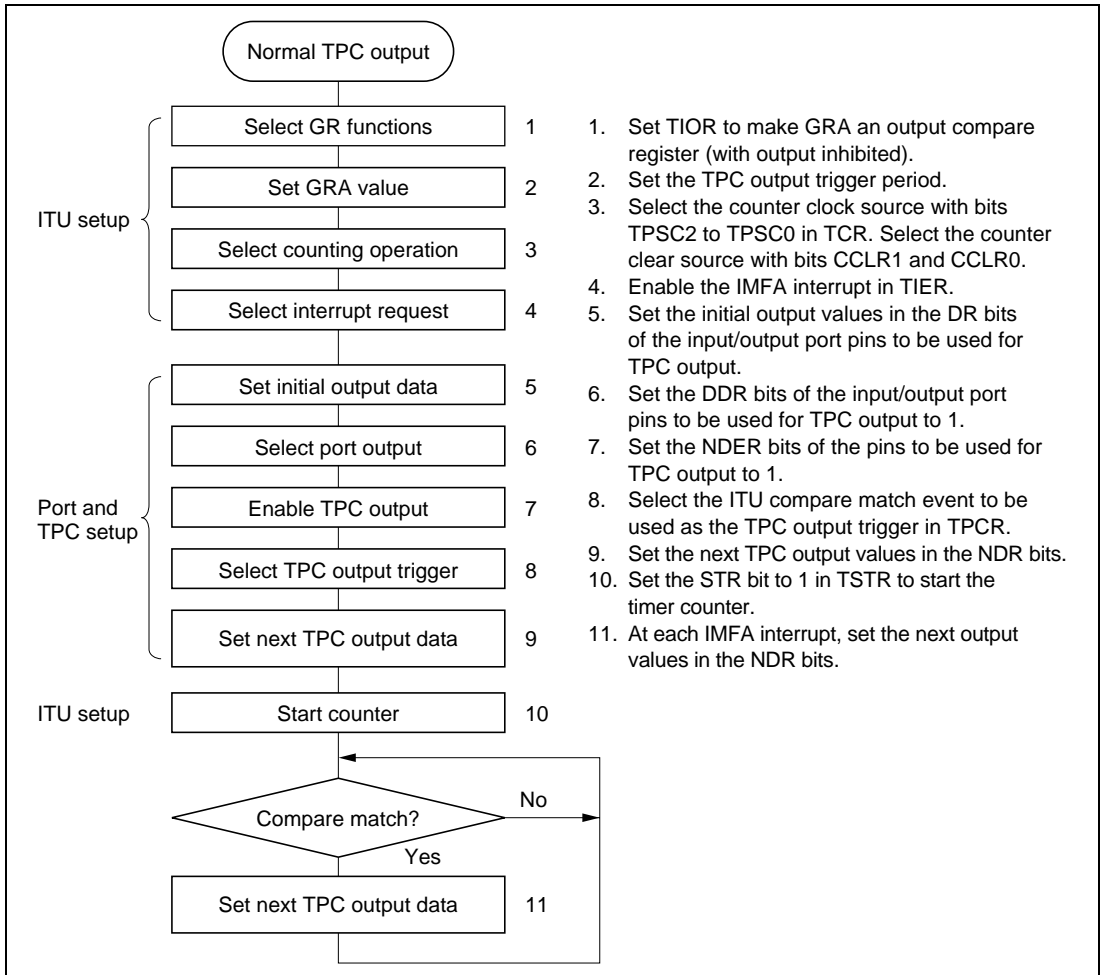 Normal TPC output
ITU setup
Select GR functions 1
Set GRA value 2
Select counting operation 3
Select interrupt request 4
Port and
TPC setup
Set initial output data 5
Select port output 6
Enable TPC output 7
Select TPC output trigger 8
Set next TPC output data 9
ITU setup
Start counter 10
Compare match?
No
Yes
Set next TPC output data 11
1. Set TIOR to make GRA an output compare
register (with output inhibited).
2. Set the TPC output trigger period.
3. Select the counter clock source with bits
TPSC2 to TPSC0 in TCR. Select the counter
clear source with bits CCLR1 and CCLR0.
4. Enable the IMFA interrupt in TIER.
5. Set the initial output values in the DR bits
of the input/output port pins to be used for
TPC output.
6. Set the DDR bits of the input/output port
pins to be used for TPC output to 1.
7. Set the NDER bits of the pins to be used for
TPC output to 1.
8. Select the ITU compare match event to be
used as the TPC output trigger in TPCR.
9. Set the next TPC output values in the NDR bits.
10. Set the STR bit to 1 in TSTR to start the
timer counter.
11. At each IMFA interrupt, set the next output
values in the NDR bits.